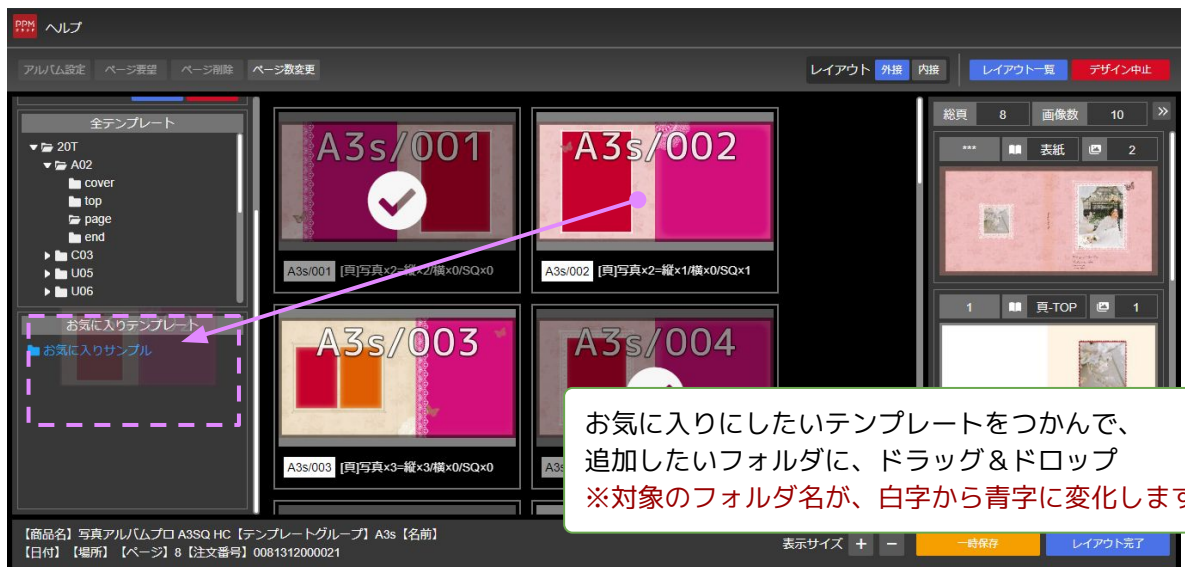 PPM ヘルプ
アルバム設定 ページ要望 ページ削除 ページ数変更 レイアウト 外接 内接 レイアウト一覧 デザイン中止
全テンプレート
20T
A02
cover
top
page
end
C03
U05
U06
お気に入りテンプレート
お気に入りサンプル
A3s/001
A3s/001 [頁]写真×2=縦×2/横×0/SQ×0
A3s/002
A3s/002 [頁]写真×2=縦×1/横×0/SQ×1
A3s/003
A3s/003 [頁]写真×3=縦×3/横×0/SQ×0
A3s/004
総頁 8 画像数 10
*** 表紙 2
1 頁-TOP 1
お気に入りにしたいテンプレートをつかんで、
追加したいフォルダに、ドラッグ&ドロップ
※対象のフォルダ名が、白字から青字に変化します
【商品名】写真アルバムプロ A3SQ HC【テンプレートグループ】A3s【名前】
【日付】【場所】【ページ】8【注文番号】0081312000021
表示サイズ + − 一時保存 レイアウト完了